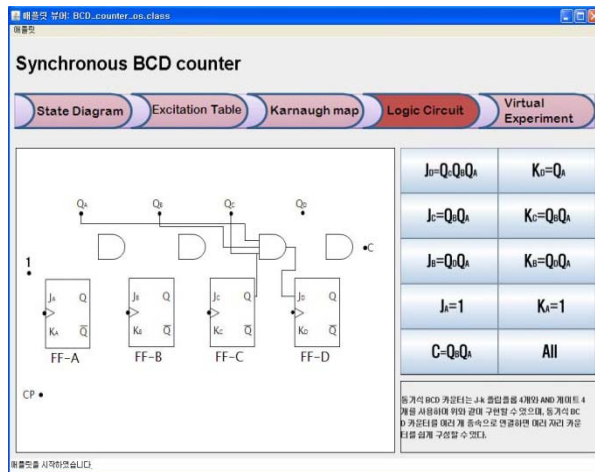 애플릿 뷰어: BCD_counter_os.class
애플릿
Synchronous BCD counter
State Diagram
Excitation Table
Karnaugh map
Logic Circuit
Virtual
Experiment
QA QB QC QD
C
1
JA Q JB Q JC Q JD Q
KA Q̅ KB Q̅ KC Q̅ KD Q̅
FF-A FF-B FF-C FF-D
CP
JD=QCQBQA KD=QA
JC=QBQA KC=QBQA
JB=QDQA KB=QDQA
JA=1 KA=1
C=QBQA All
동기식 BCD 카운터는 J-k 플립플롭 4개와 AND 게이트 4
개를 사용하여 위와 같이 구현할 수 있으며, 동기식 BC
D 카운터를 여러 개 종속으로 연결하면 여러 자리 카운
터를 쉽게 구성할 수 있다.
애플릿을 시작하였습니다.